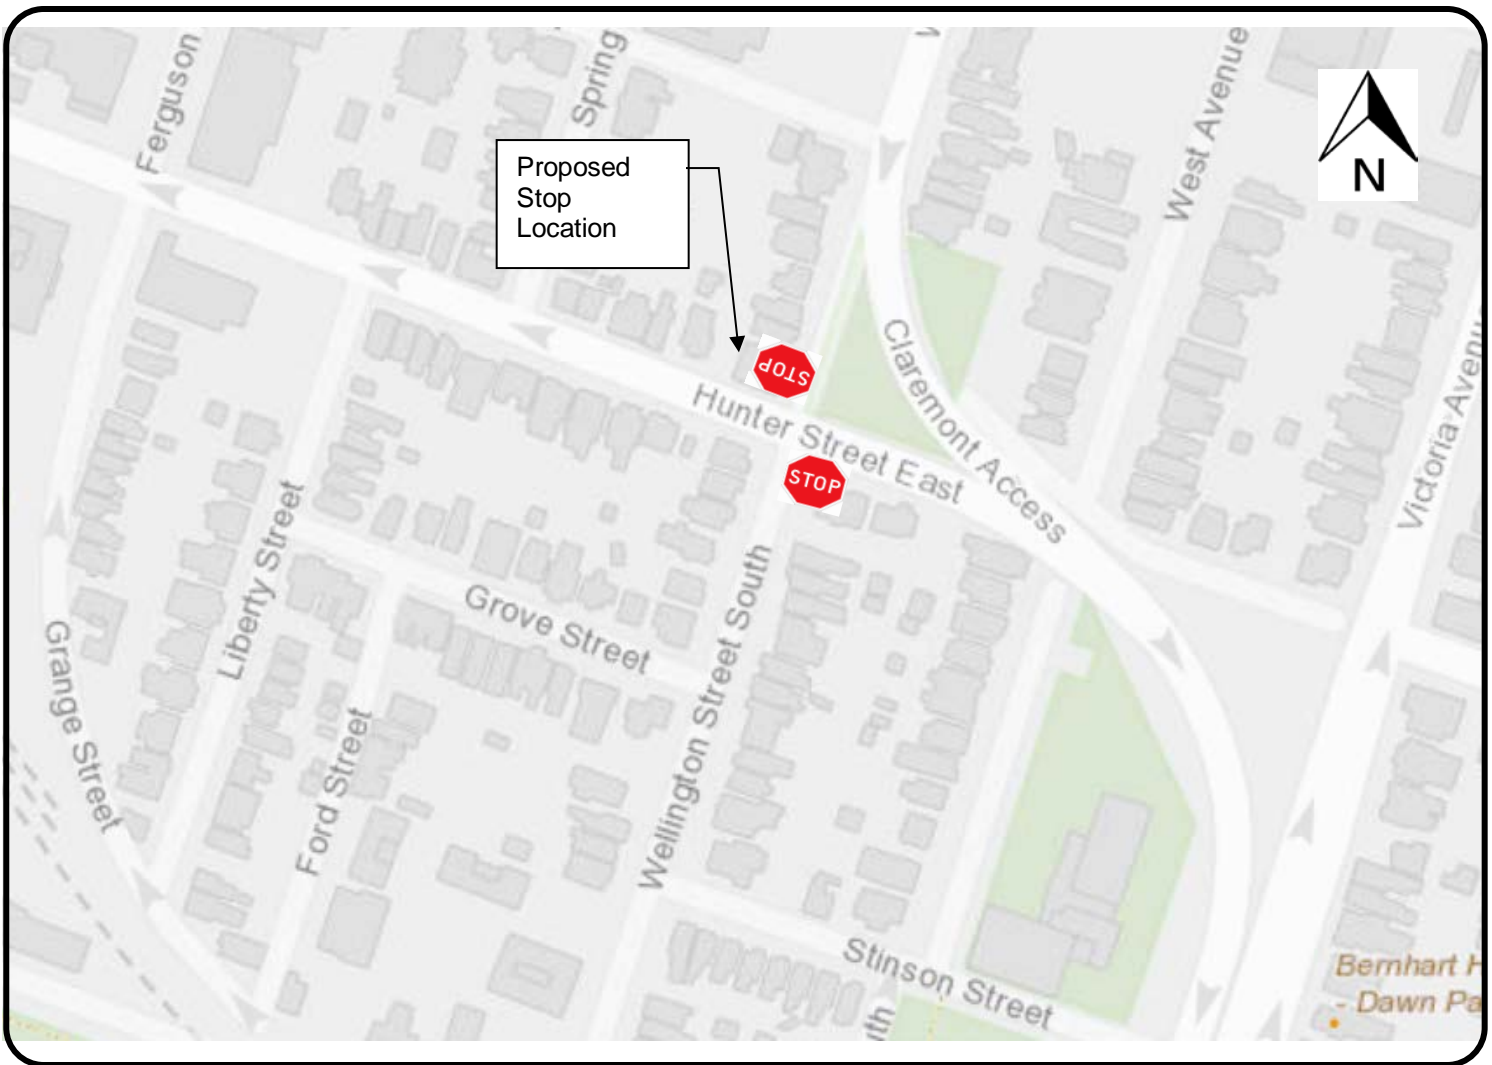 Ferguson
Spring
West Avenue
N
Proposed
Stop
Location
STOP
Hunter Street East
STOP
Claremont Access
Victoria Avenu
Liberty Street
Grove Street
Wellington Street South
Grange Street
Ford Street
Stinson Street
uth
Bernhart H
- Dawn Pa